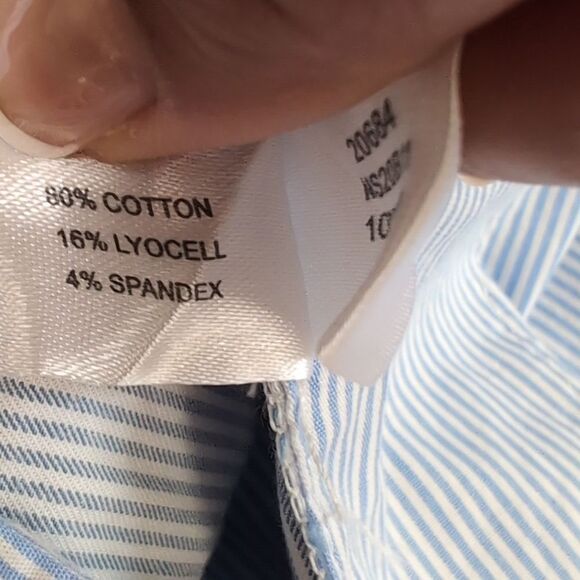 80% COTTON
16% LYOCELL
4% SPANDEX
20684